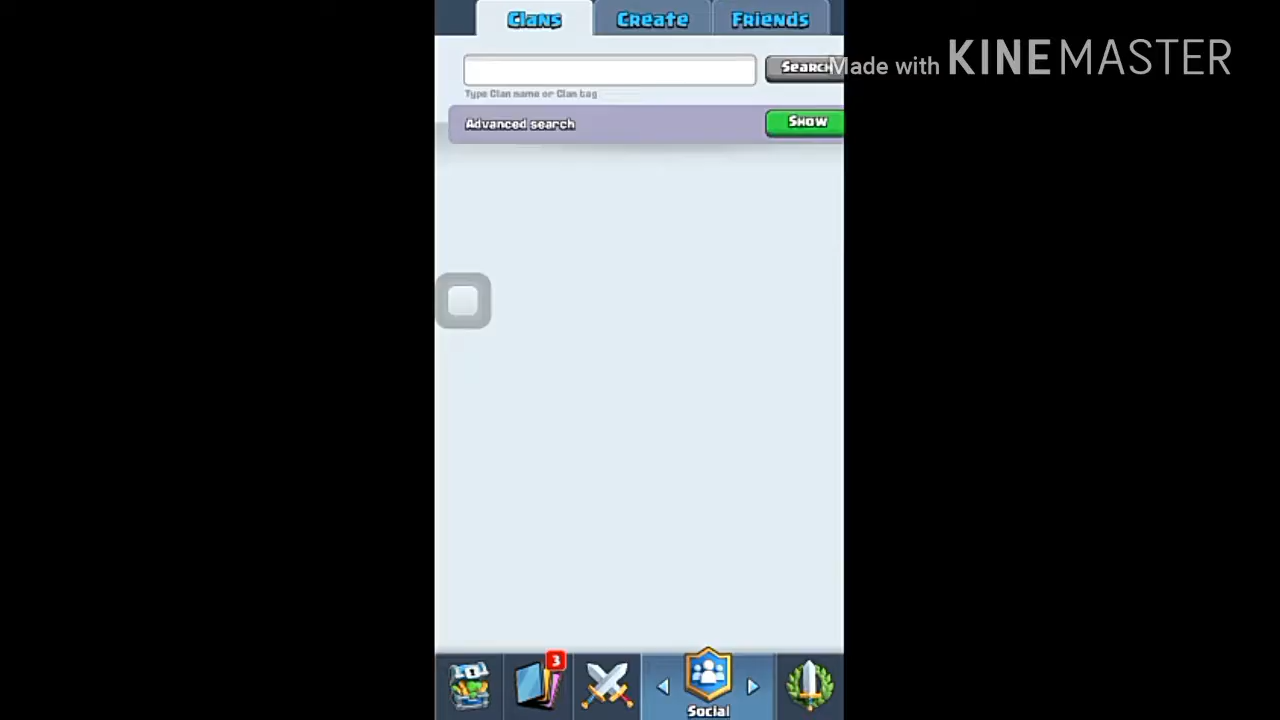 Clans Create Friends
Search
Made with KINEMASTER
Type Clan name or Clan tag
Advanced search
Show
3
Social